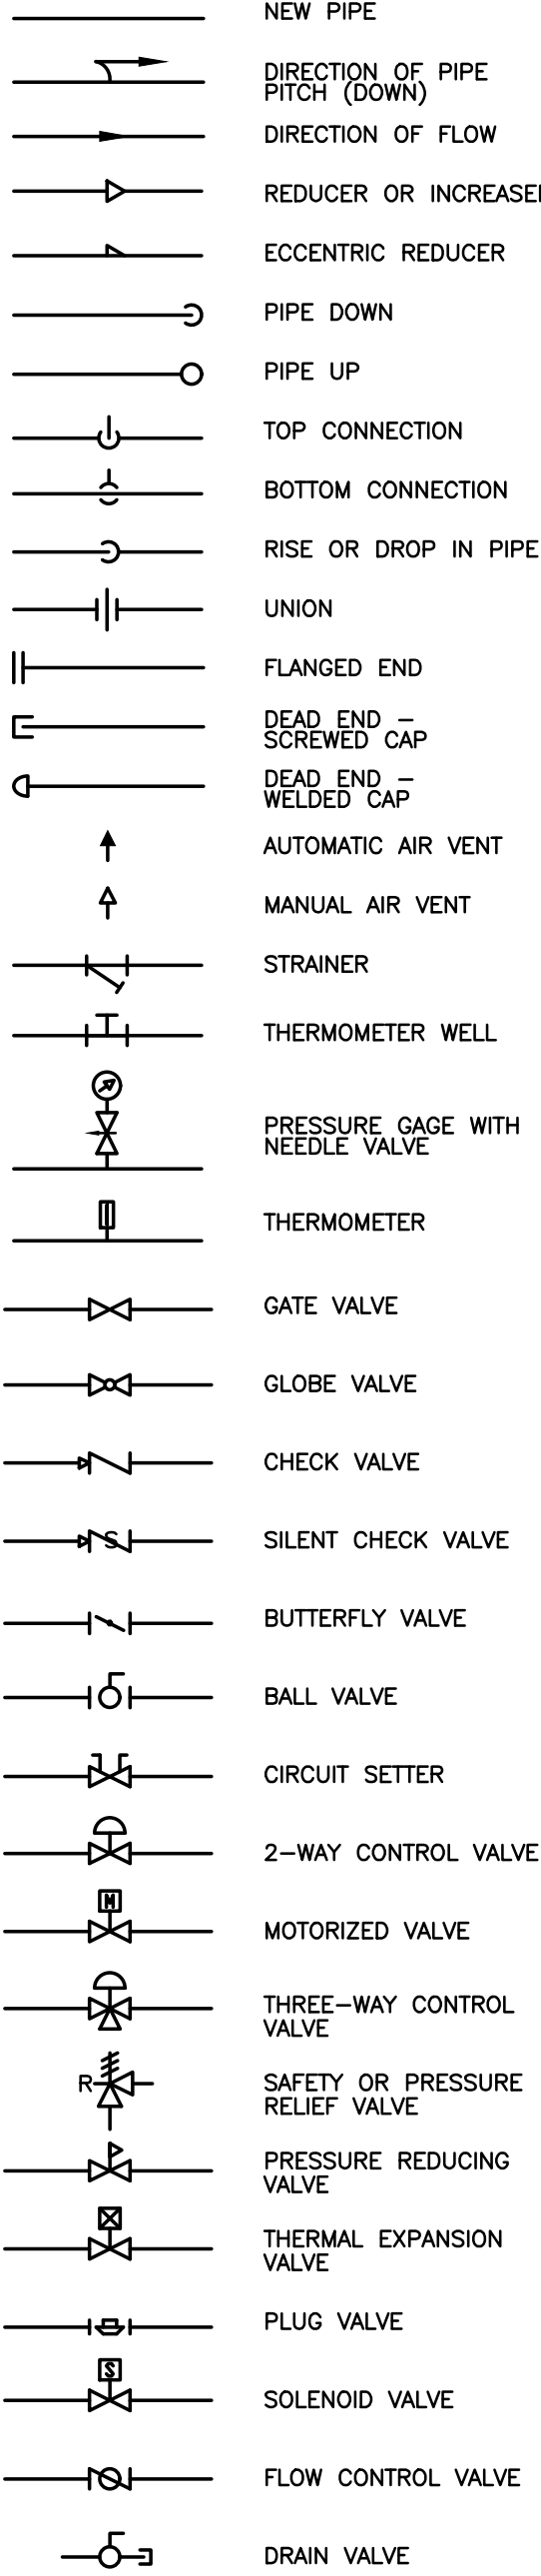 NEW PIPE
DIRECTION OF PIPE
PITCH (DOWN)
DIRECTION OF FLOW
REDUCER OR INCREASER
ECCENTRIC REDUCER
PIPE DOWN
PIPE UP
TOP CONNECTION
BOTTOM CONNECTION
RISE OR DROP IN PIPE
UNION
FLANGED END
DEAD END –
SCREWED CAP
DEAD END –
WELDED CAP
AUTOMATIC AIR VENT
MANUAL AIR VENT
STRAINER
THERMOMETER WELL
PRESSURE GAGE WITH
NEEDLE VALVE
THERMOMETER
GATE VALVE
GLOBE VALVE
CHECK VALVE
S SILENT CHECK VALVE
BUTTERFLY VALVE
BALL VALVE
CIRCUIT SETTER
2–WAY CONTROL VALVE
M MOTORIZED VALVE
THREE–WAY CONTROL
VALVE
R SAFETY OR PRESSURE
RELIEF VALVE
PRESSURE REDUCING
VALVE
THERMAL EXPANSION
VALVE
PLUG VALVE
S SOLENOID VALVE
FLOW CONTROL VALVE
DRAIN VALVE